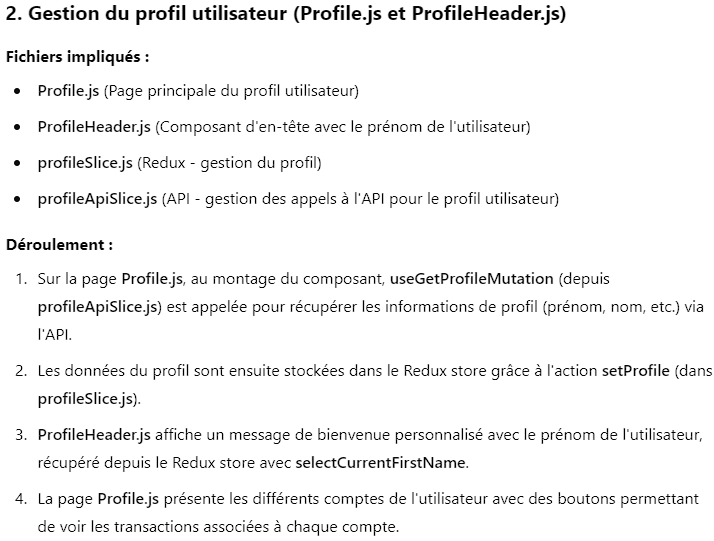 2. Gestion du profil utilisateur (Profile.js et ProfileHeader.js)
Fichiers impliqués :
• Profile.js (Page principale du profil utilisateur)
• ProfileHeader.js (Composant d'en-tête avec le prénom de l'utilisateur)
• profileSlice.js (Redux - gestion du profil)
• profileApiSlice.js (API - gestion des appels à l'API pour le profil utilisateur)
Déroulement :
1. Sur la page Profile.js, au montage du composant, useGetProfileMutation (depuis
profileApiSlice.js) est appelée pour récupérer les informations de profil (prénom, nom, etc.) via
l'API.
2. Les données du profil sont ensuite stockées dans le Redux store grâce à l'action setProfile (dans
profileSlice.js).
3. ProfileHeader.js affiche un message de bienvenue personnalisé avec le prénom de l'utilisateur,
récupéré depuis le Redux store avec selectCurrentFirstName.
4. La page Profile.js présente les différents comptes de l'utilisateur avec des boutons permettant
de voir les transactions associées à chaque compte.